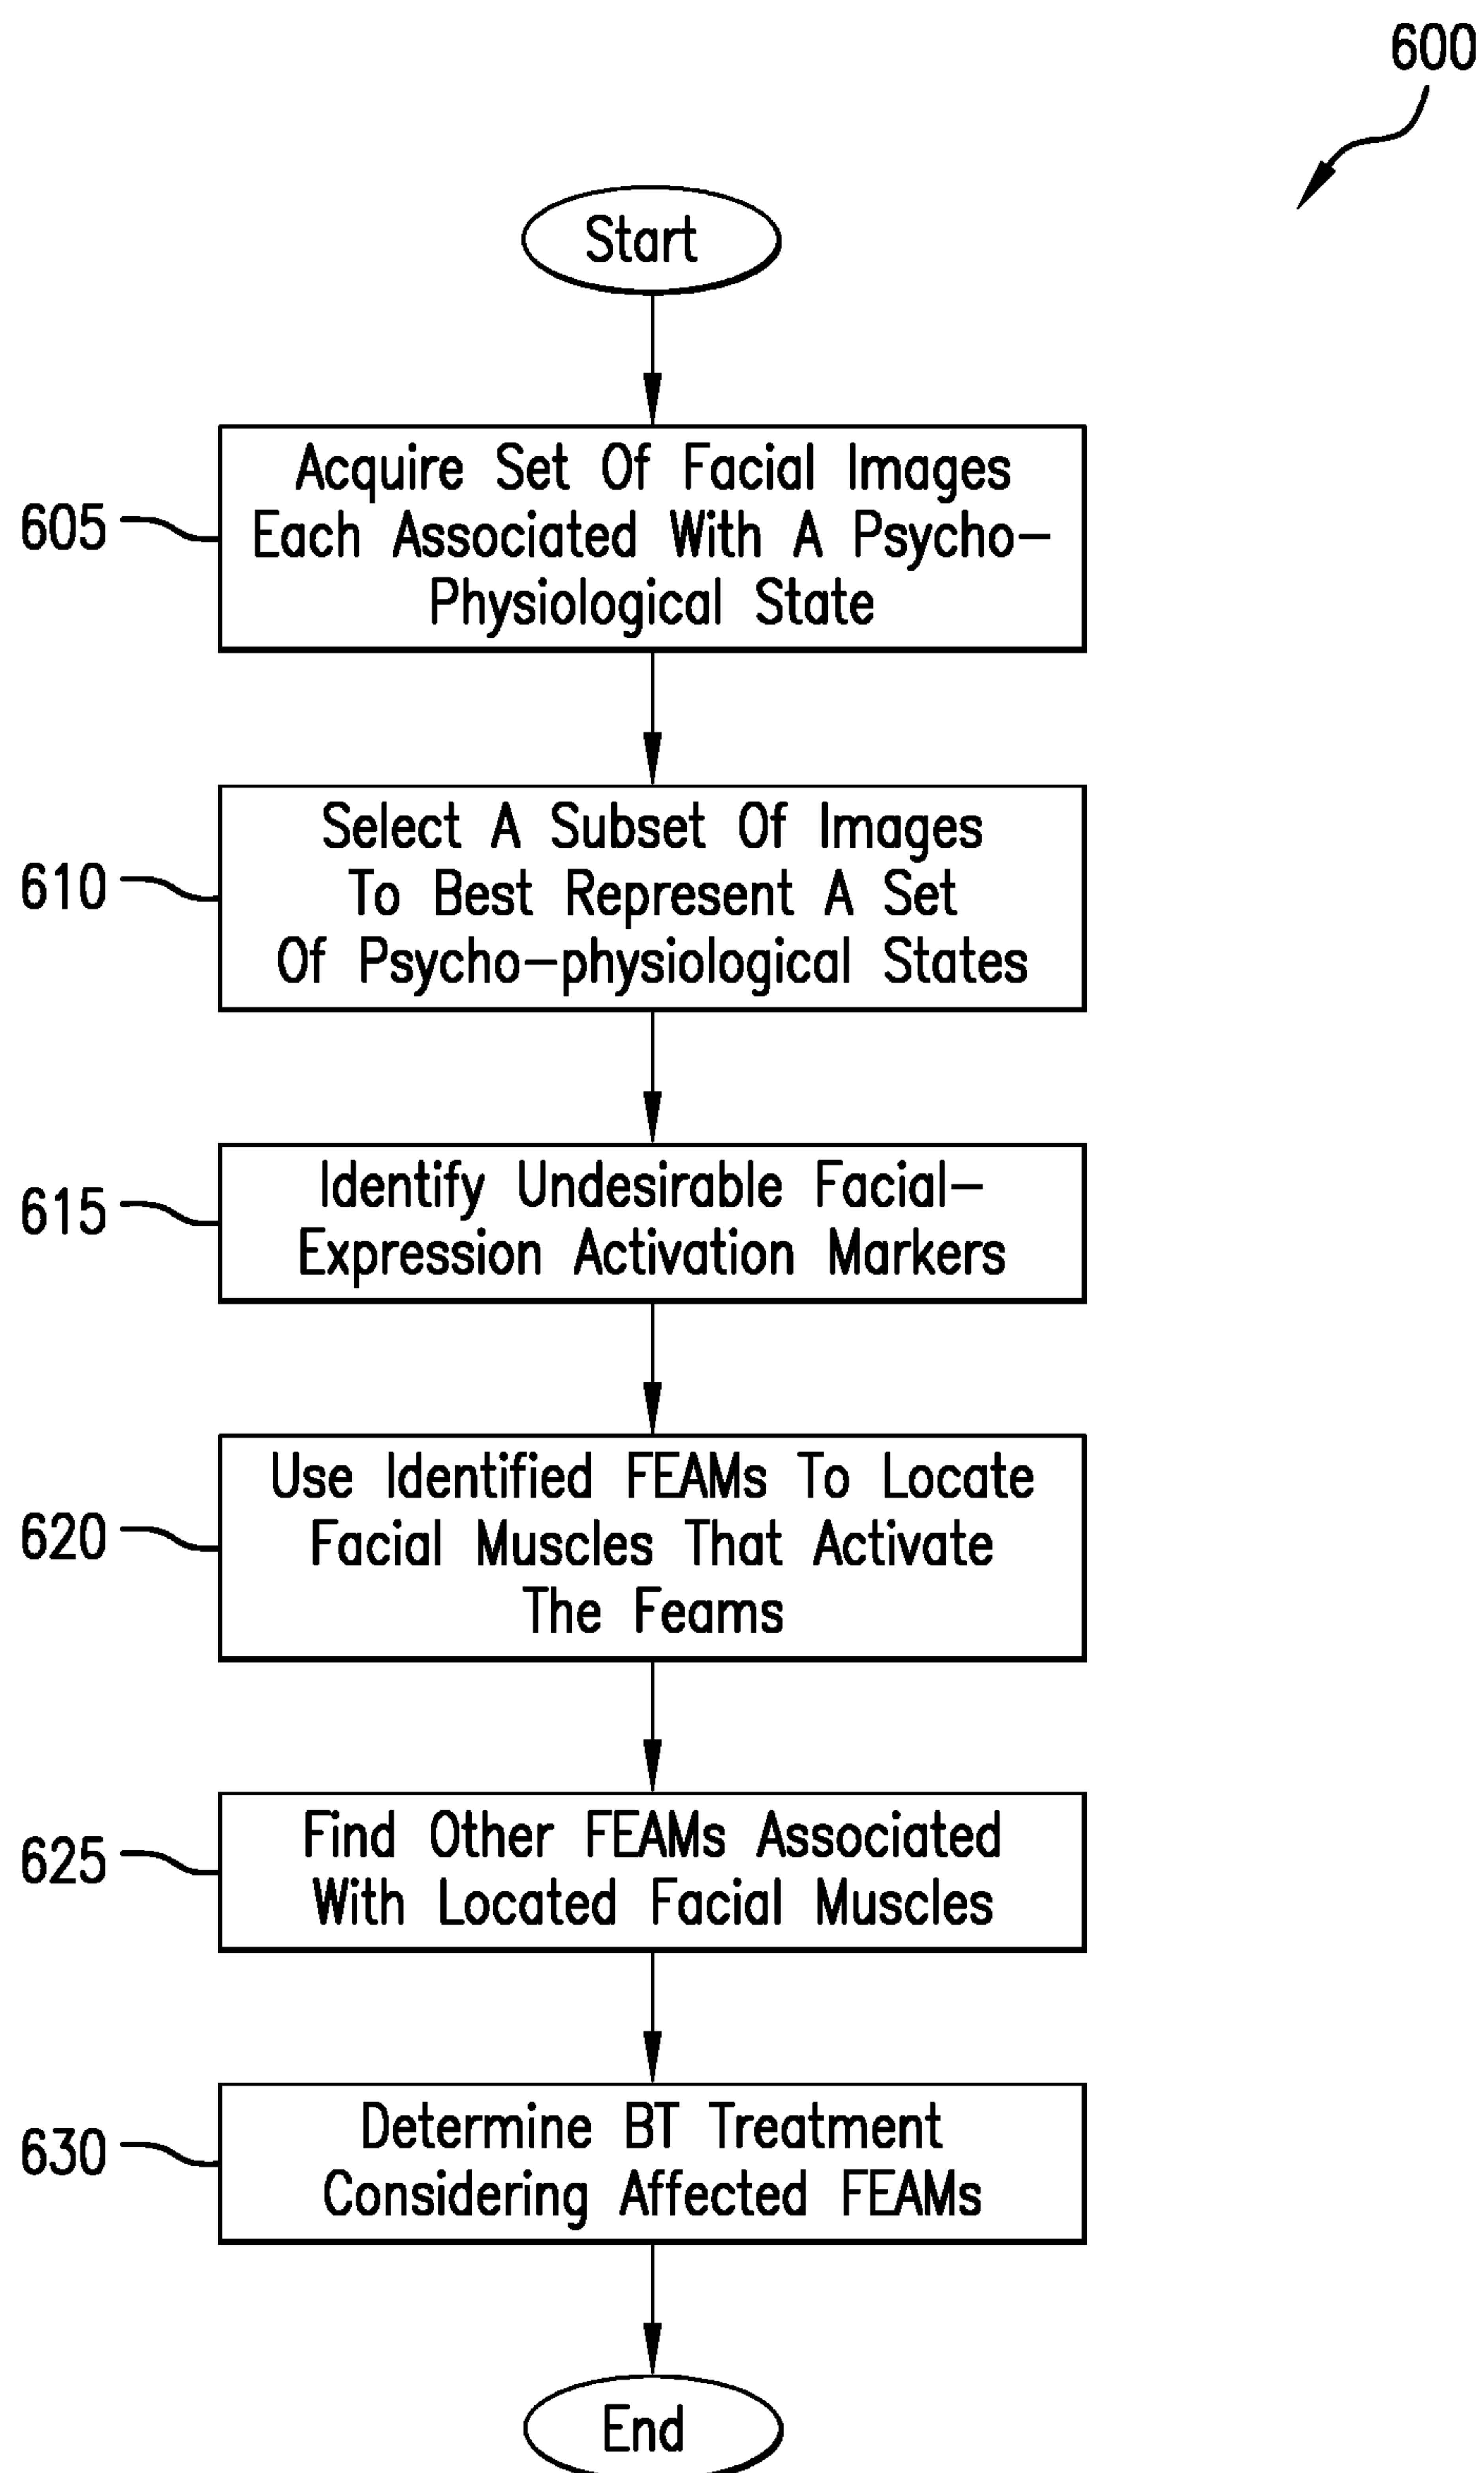 600
Start
605
Acquire Set Of Facial Images
Each Associated With A Psycho-
Physiological State
610
Select A Subset Of Images
To Best Represent A Set
Of Psycho-physiological States
615
Identify Undesirable Facial-
Expression Activation Markers
620
Use Identified FEAMs To Locate
Facial Muscles That Activate
The Feams
625
Find Other FEAMs Associated
With Located Facial Muscles
630
Determine BT Treatment
Considering Affected FEAMs
End